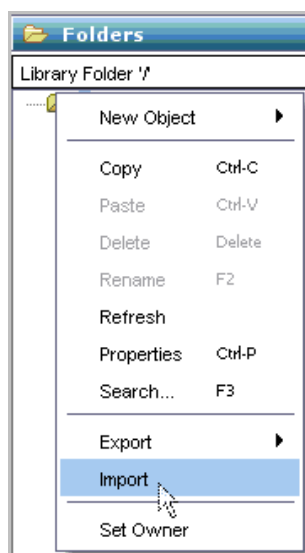 Folders
Library Folder '/'
New Object
Copy Ctrl-C
Paste Ctrl-V
Delete Delete
Rename F2
Refresh
Properties Ctrl-P
Search... F3
Export
Import
Set Owner